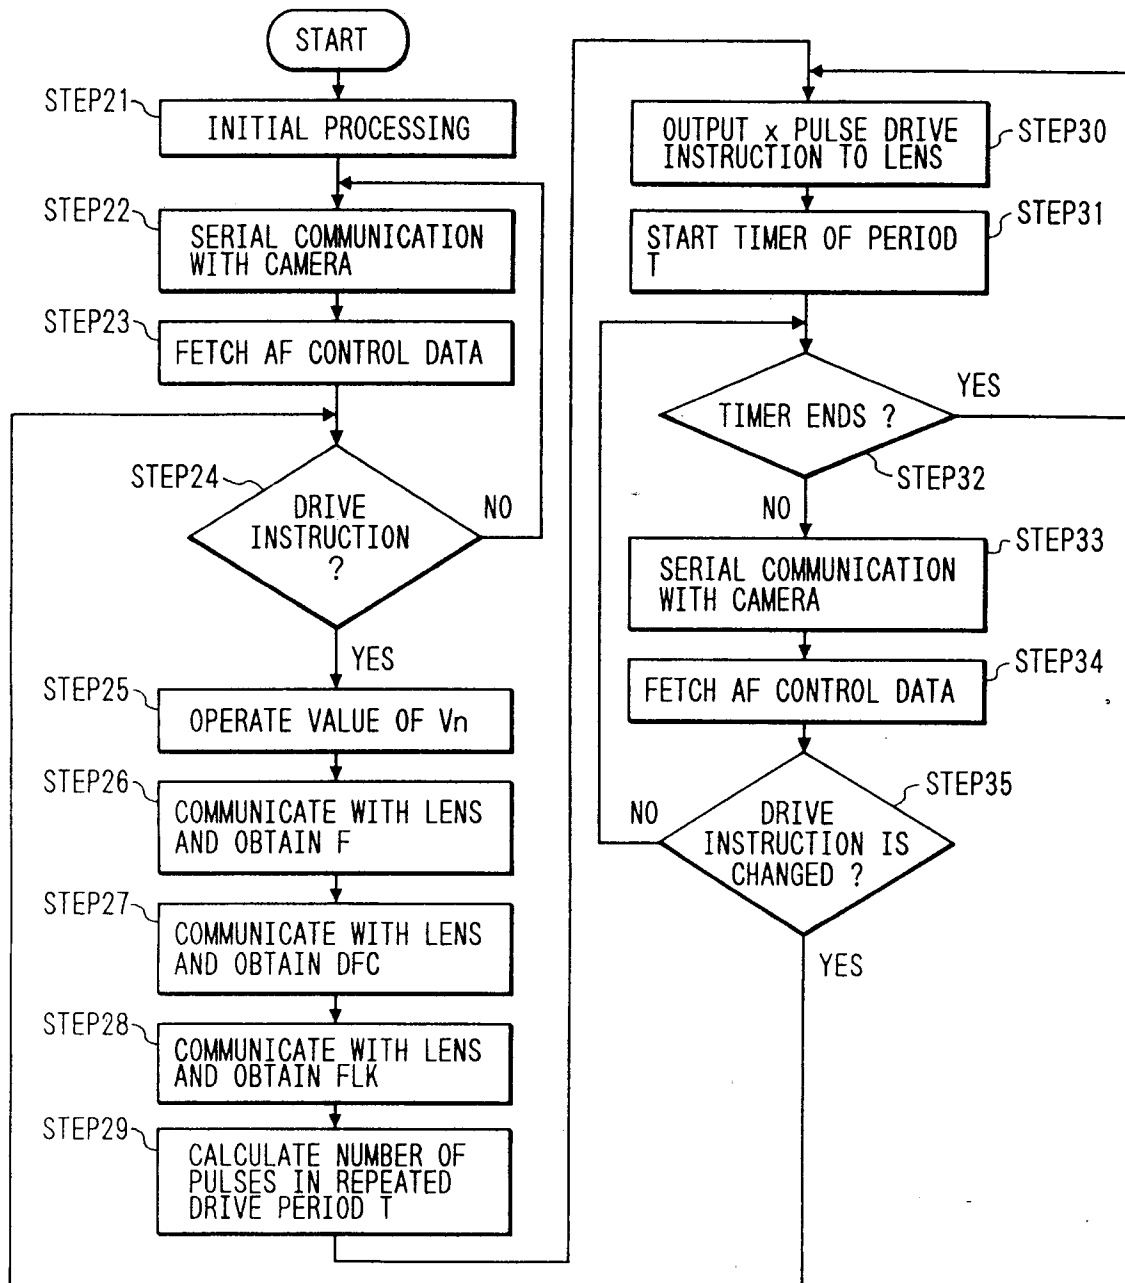 START
STEP21
INITIAL PROCESSING
STEP22
SERIAL COMMUNICATION
WITH CAMERA
STEP23
FETCH AF CONTROL DATA
STEP24
DRIVE
INSTRUCTION
?
NO
YES
STEP25
OPERATE VALUE OF Vn
STEP26
COMMUNICATE WITH LENS
AND OBTAIN F
STEP27
COMMUNICATE WITH LENS
AND OBTAIN DFC
STEP28
COMMUNICATE WITH LENS
AND OBTAIN FLK
STEP29
CALCULATE NUMBER OF
PULSES IN REPEATED
DRIVE PERIOD T
OUTPUT x PULSE DRIVE
INSTRUCTION TO LENS
STEP30
START TIMER OF PERIOD
T
STEP31
TIMER ENDS ?
YES
STEP32
NO
SERIAL COMMUNICATION
WITH CAMERA
STEP33
FETCH AF CONTROL DATA
STEP34
DRIVE
INSTRUCTION IS
CHANGED ?
STEP35
NO
YES